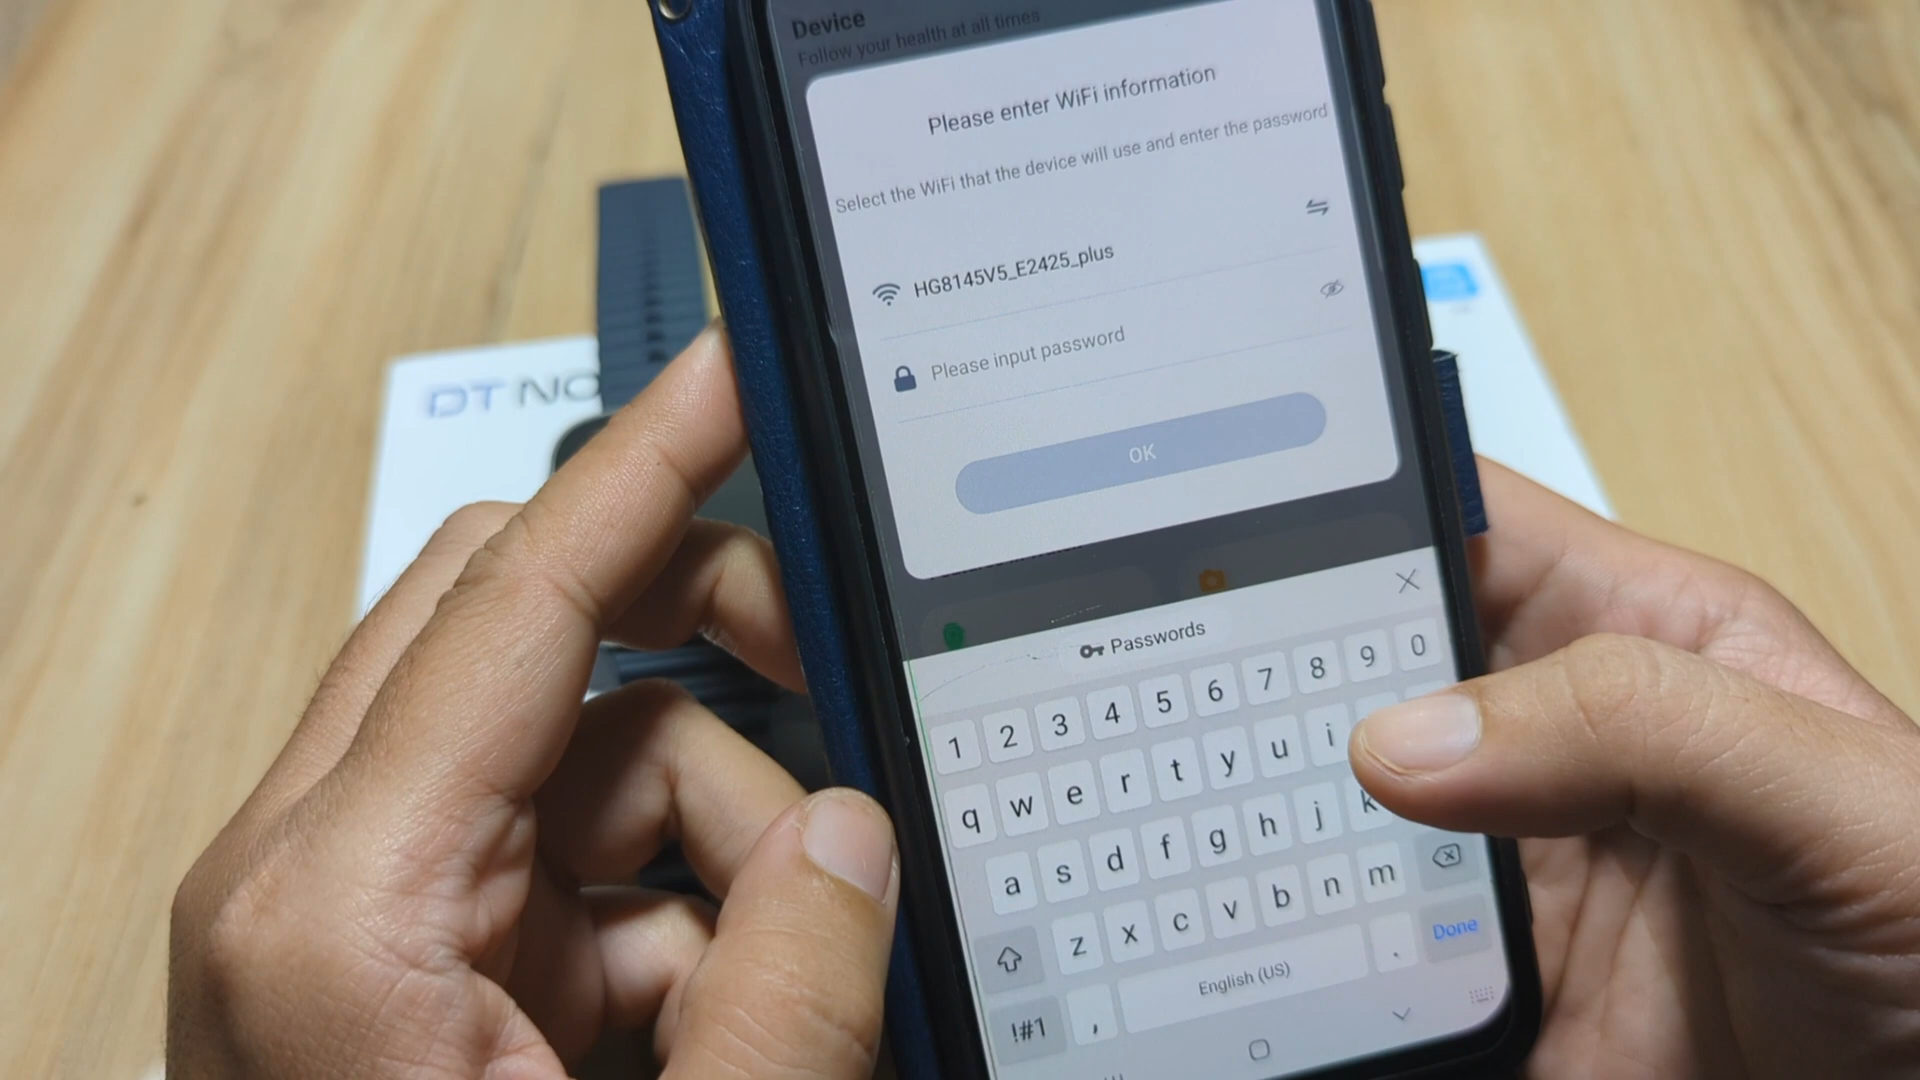 Device
Follow your health at all times
Please enter WiFi information
Select the WiFi that the device will use and enter the password
HG8145V5_E2425_plus
Please input password
OK
DT NO
Passwords
1 2 3 4 5 6 7 8 9 0
q w e r t y u i
a s d f g h j k
z x c v b n m
!#1 , English (US) . Done